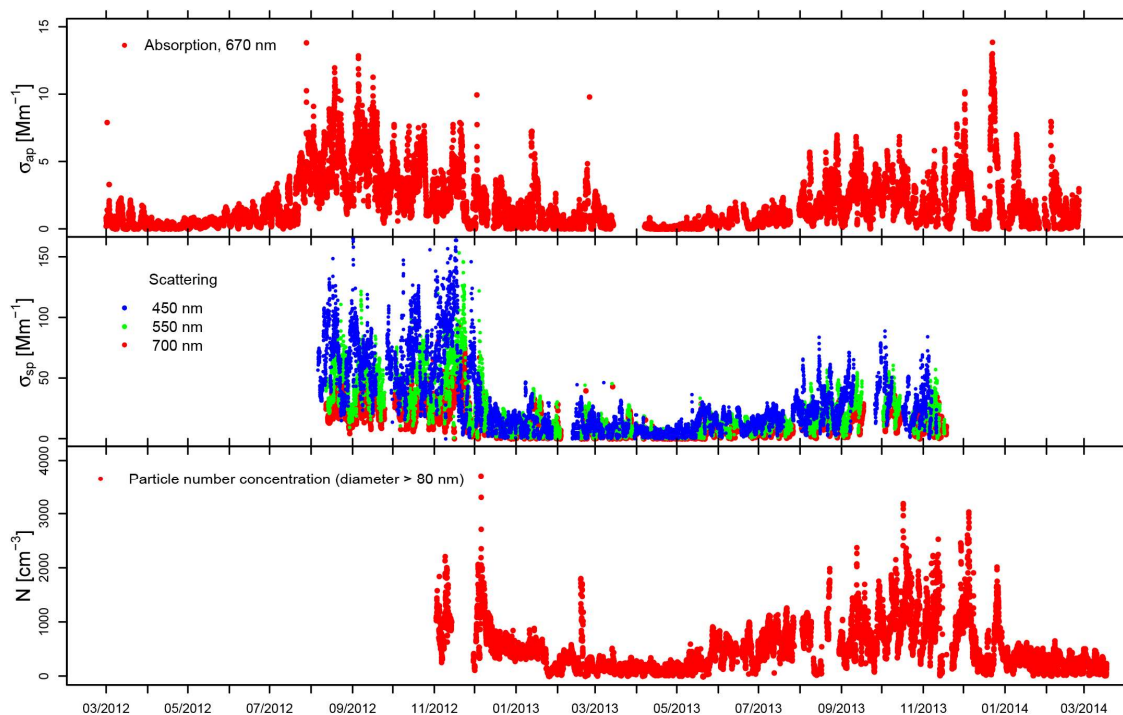 15
10
5
0
σap [Mm−1]
Absorption, 670 nm
150
100
50
0
σsp [Mm−1]
Scattering
450 nm
550 nm
700 nm
4000
3000
2000
1000
0
N [cm−3]
Particle number concentration (diameter > 80 nm)
03/2012 05/2012 07/2012 09/2012 11/2012 01/2013 03/2013 05/2013 07/2013 09/2013 11/2013 01/2014 03/2014